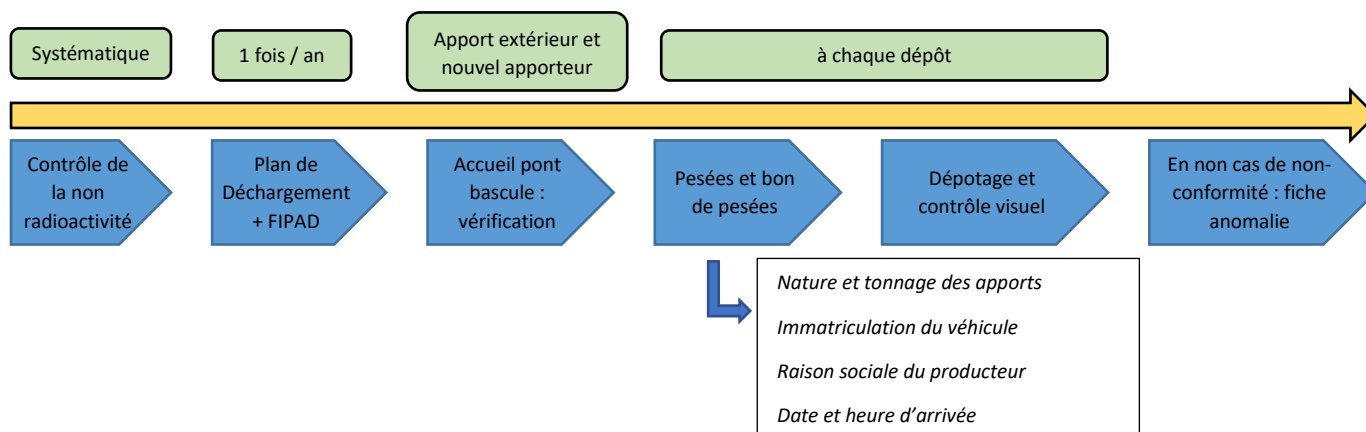 Systématique
1 fois / an
Apport extérieur et
nouvel apporteur
à chaque dépôt
Contrôle de
la non
radioactivité
Plan de
Déchargement
+ FIPAD
Accueil pont
bascule :
vérification
Pesées et bon
de pesées
Dépotage et
contrôle visuel
En non cas de non-
conformité : fiche
anomalie
Nature et tonnage des apports
Immatriculation du véhicule
Raison sociale du producteur
Date et heure d’arrivée